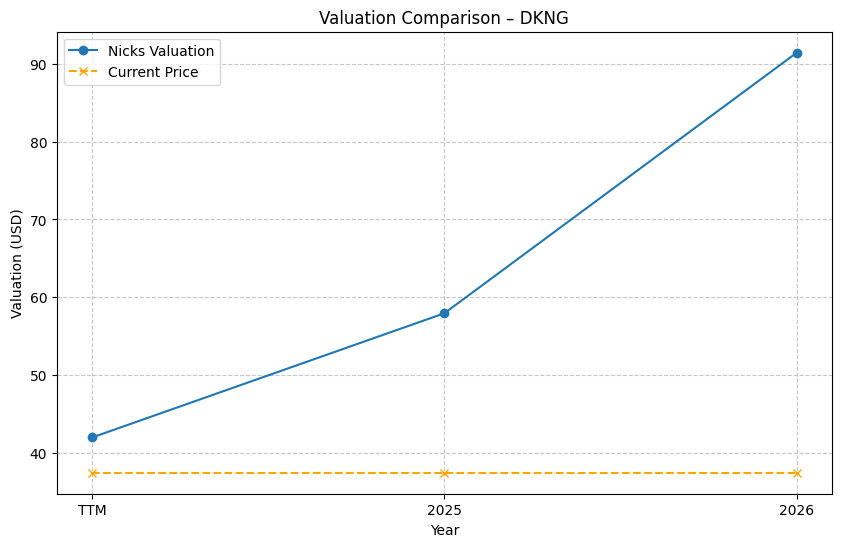 Valuation Comparison – DKNG
Nicks Valuation
Current Price
Valuation (USD)
90
80
70
60
50
40
TTM
2025
2026
Year